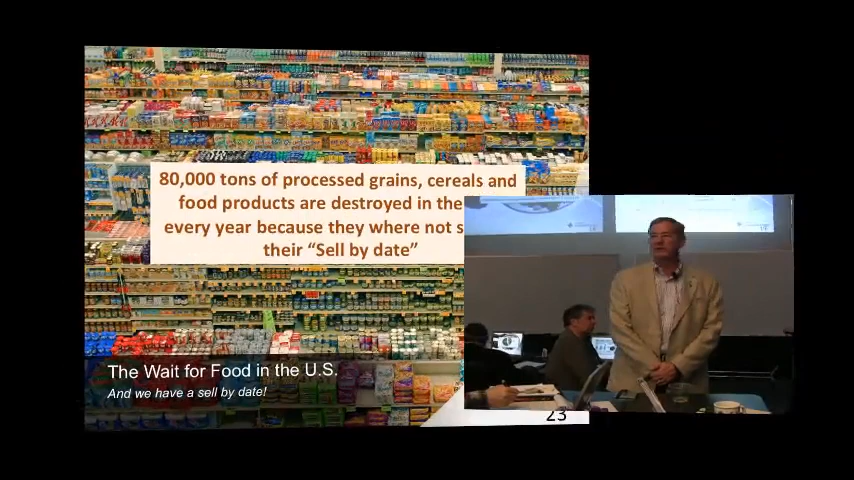 80,000 tons of processed grains, cereals and
food products are destroyed in the
every year because they where not s
their “Sell by date”
The Wait for Food in the U.S.
And we have a sell by date!
23